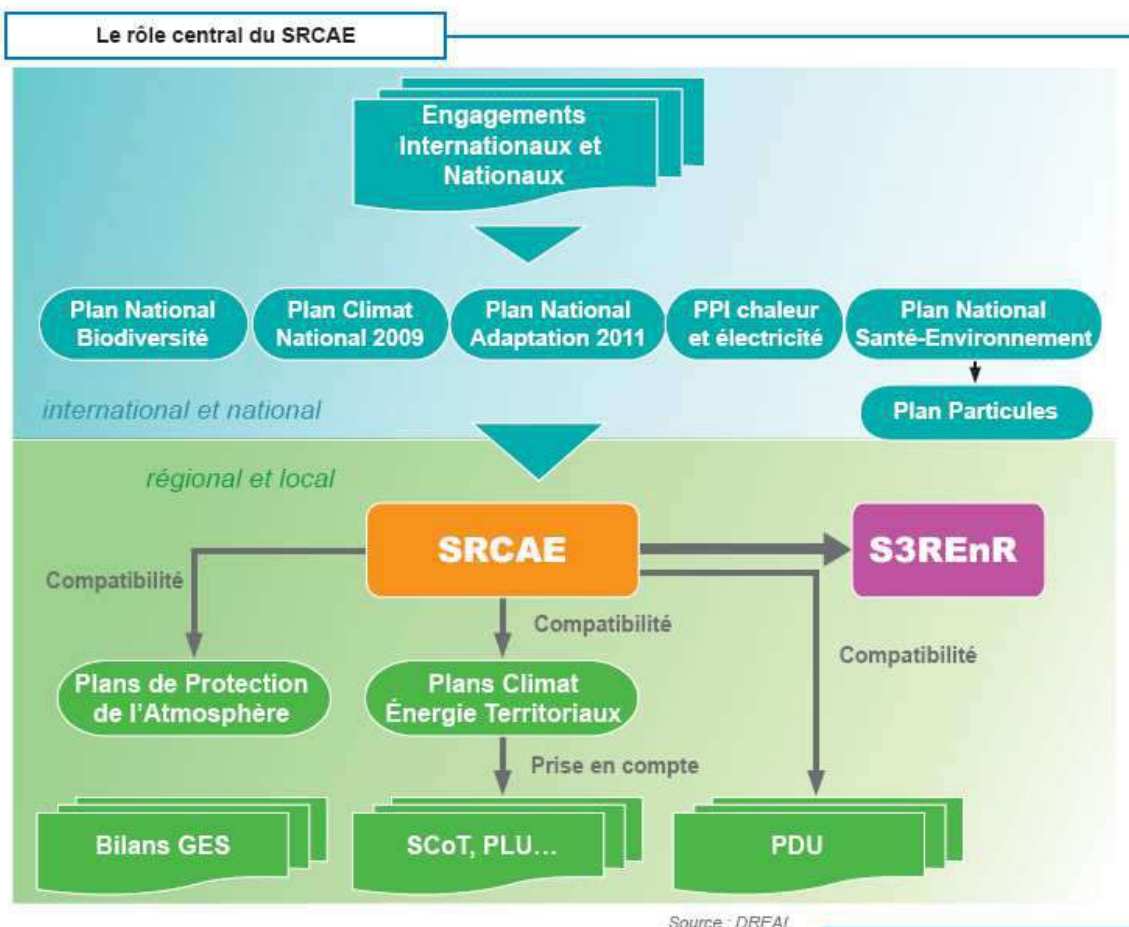 Le rôle central du SRCAE
Engagements
Internationaux et
Nationaux
Plan National
Biodiversité
Plan Climat
National 2009
Plan National
Adaptation 2011
PPI chaleur
et électricité
Plan National
Santé-Environnement
international et national
Plan Particules
régional et local
SRCAE
S3REnR
Compatibilité
Compatibilité
Compatibilité
Plans de Protection
de l'Atmosphère
Plans Climat
Énergie Territoriaux
Prise en compte
Bilans GES
SCoT, PLU...
PDU
Source : DREAL